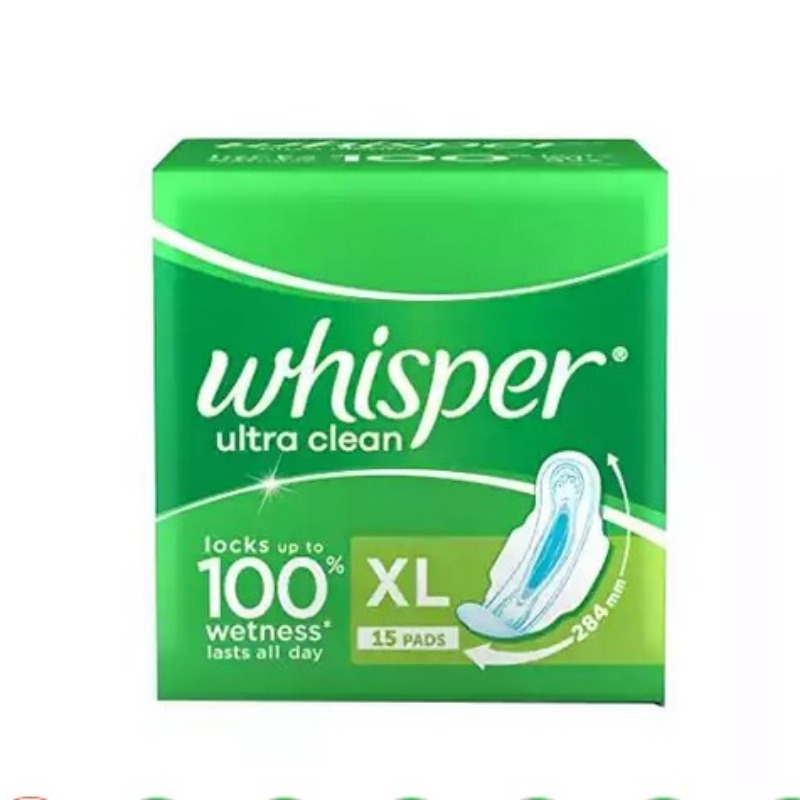 whisper®
ultra clean
locks up to
100%
wetness*
lasts all day
XL
15 PADS
284 mm